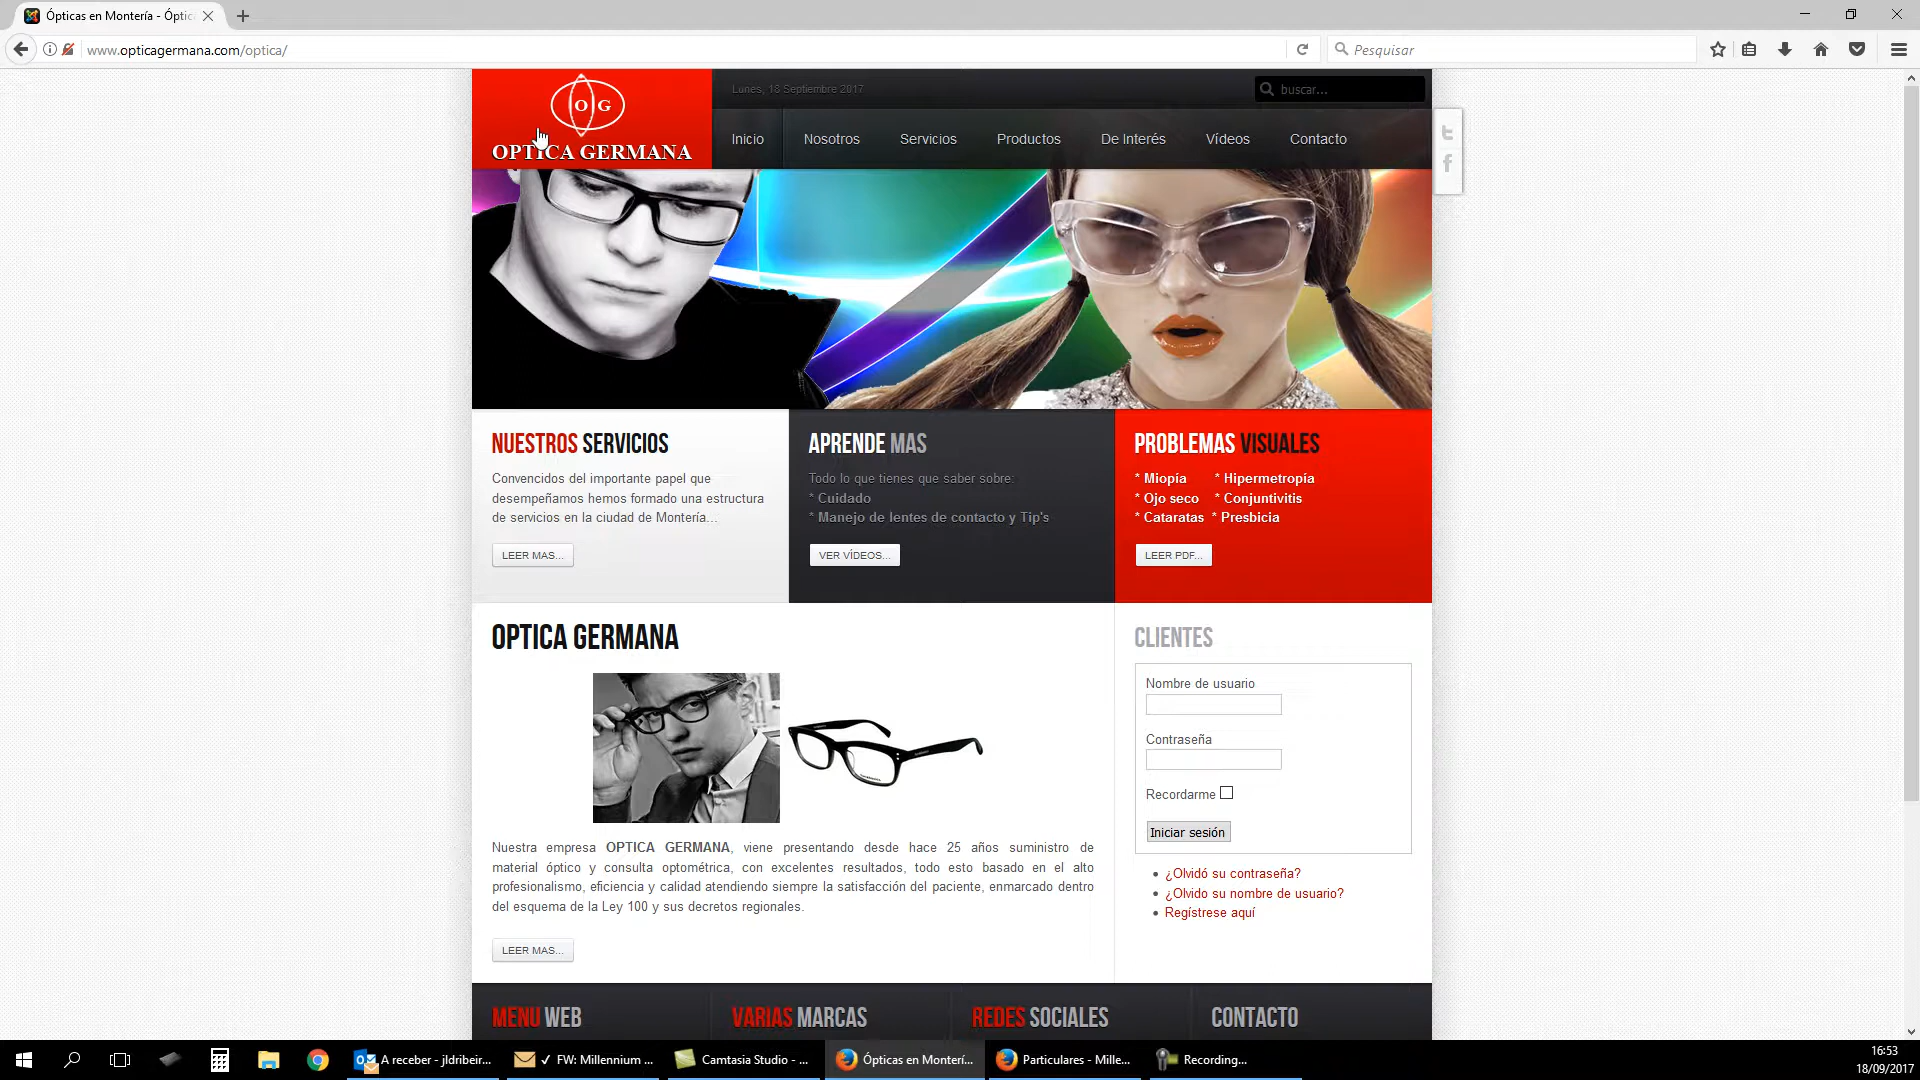 Ópticas en Montería - Óptic
www.opticagermana.com/optica/
Pesquisar
O G
OPTICA GERMANA
Lunes, 18 Septiembre 2017
buscar...
Inicio
Nosotros
Servicios
Productos
De Interés
Vídeos
Contacto
NUESTROS SERVICIOS
Convencidos del importante papel que
desempeñamos hemos formado una estructura
de servicios en la ciudad de Montería...
LEER MAS...
APRENDE MAS
Todo lo que tienes que saber sobre:
* Cuidado
* Manejo de lentes de contacto y Tip's
VER VÍDEOS...
PROBLEMAS VISUALES
* Miopía * Hipermetropía
* Ojo seco * Conjuntivitis
* Cataratas * Presbicia
LEER PDF...
OPTICA GERMANA
Nuestra empresa OPTICA GERMANA, viene presentando desde hace 25 años suministro de
material óptico y consulta optométrica, con excelentes resultados, todo esto basado en el alto
profesionalismo, eficiencia y calidad atendiendo siempre la satisfacción del paciente, enmarcado dentro
del esquema de la Ley 100 y sus decretos regionales.
LEER MAS...
CLIENTES
Nombre de usuario
Contraseña
Recordarme
Iniciar sesión
• ¿Olvidó su contraseña?
• ¿Olvido su nombre de usuario?
• Regístrese aquí
MENU WEB
VARIAS MARCAS
REDES SOCIALES
CONTACTO
A receber - jldribeir...
✓ FW: Millennium ...
Camtasia Studio - ...
Ópticas en Monterí...
Particulares - Mille...
Recording...
16:53
18/09/2017